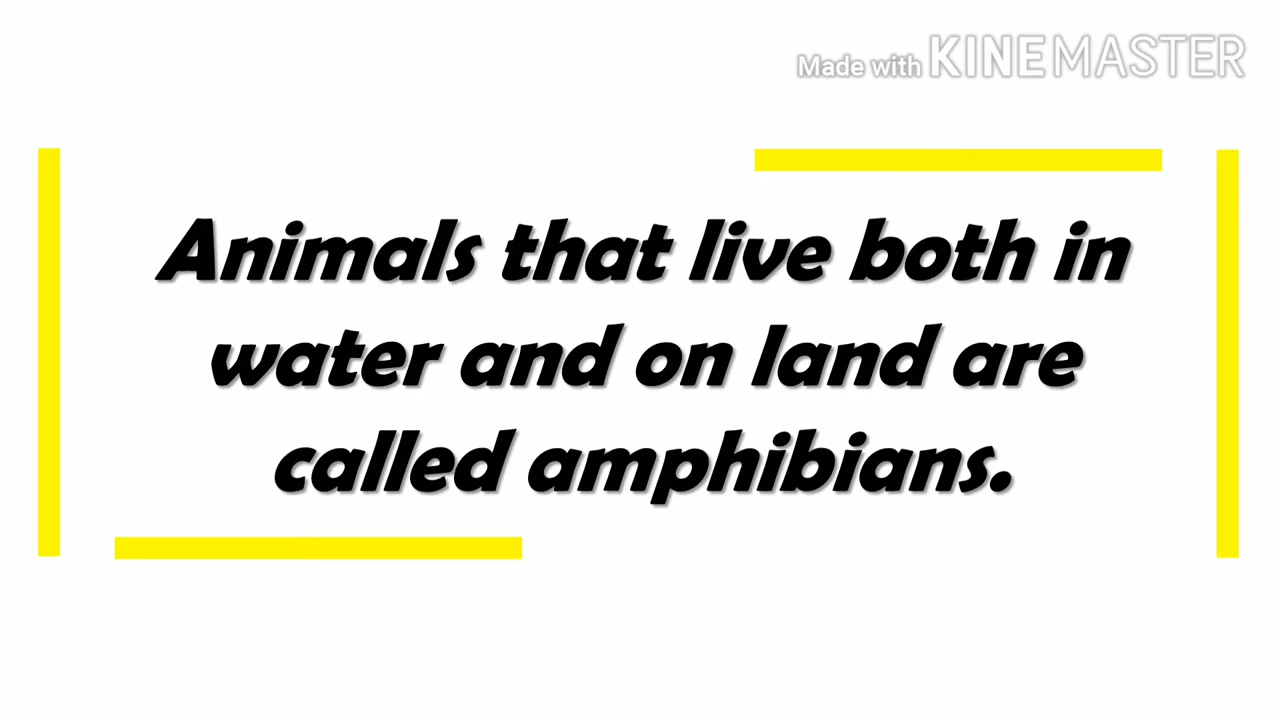 Made with KINEMASTER
Animals that live both in
water and on land are
called amphibians.